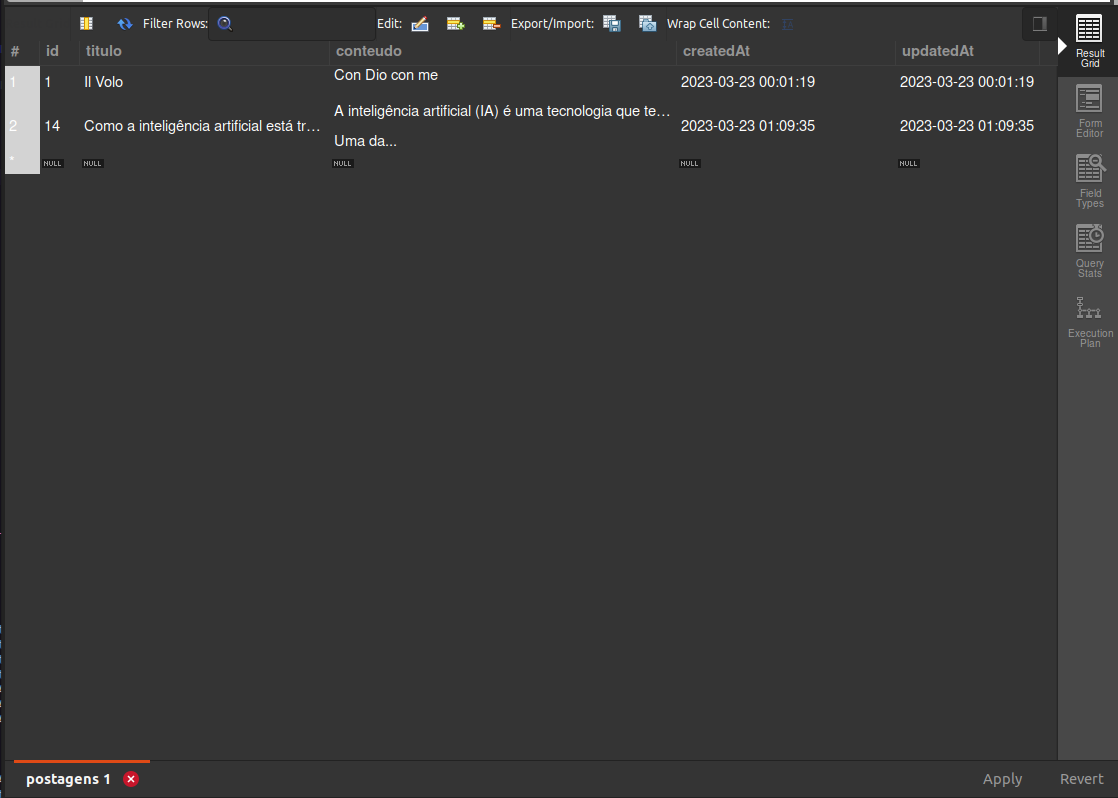 Filter Rows: Edit: Export/Import: Wrap Cell Content:
# id titulo conteudo createdAt updatedAt
1 1 Il Volo Con Dio con me 2023-03-23 00:01:19 2023-03-23 00:01:19
2 14 Como a inteligência artificial está tr... A inteligência artificial (IA) é uma tecnologia que te... 2023-03-23 01:09:35 2023-03-23 01:09:35
Uma da...
* NULL NULL NULL NULL NULL
Result
Grid
Form
Editor
Field
Types
Query
Stats
Execution
Plan
postagens 1 Apply Revert